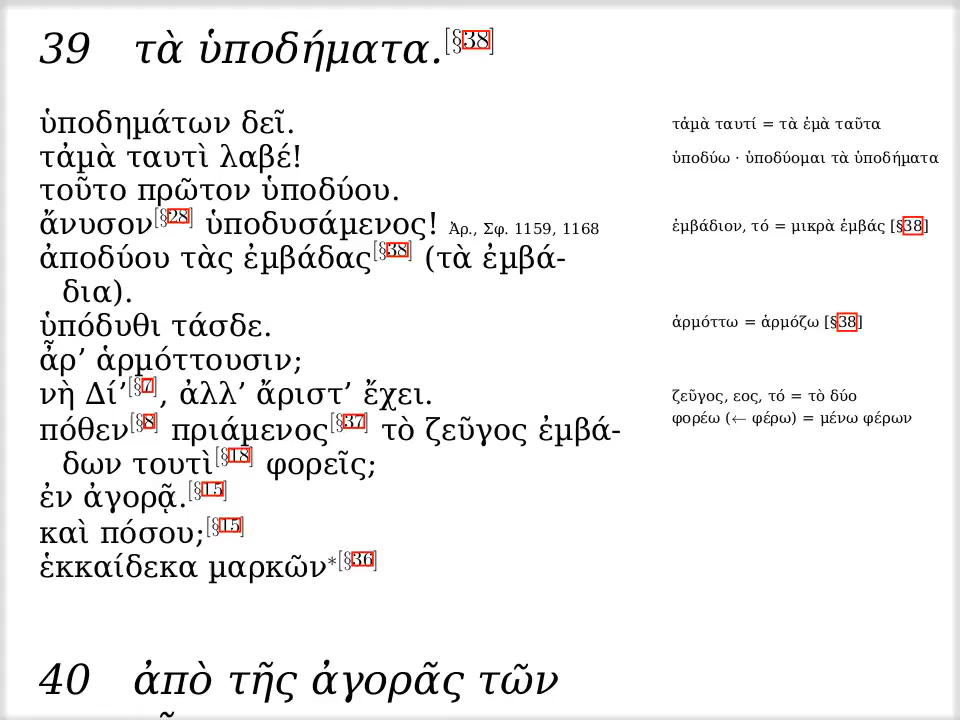 39 τὰ ὑποδήματα.[§38]
ὑποδημάτων δεῖ.
τἀμὰ ταυτὶ λαβέ!
τοῦτο πρῶτον ὑποδύου.
ἄνυσον[§28] ὑποδυσάμενος! Ἀρ., Σφ. 1159, 1168
ἀποδύου τὰς ἐμβάδας[§38] (τὰ ἐμβά-
δια).
ὑπόδυθι τάσδε.
ἆρ’ ἁρμόττουσιν;
νὴ Δί’[§7], ἀλλ’ ἄριστ’ ἔχει.
πόθεν[§8] πριάμενος[§37] τὸ ζεῦγος ἐμβά-
δων τουτὶ[§18] φορεῖς;
ἐν ἀγορᾷ.[§15]
καὶ πόσου;[§15]
ἑκκαίδεκα μαρκῶν*[§36]
τἀμὰ ταυτί = τὰ ἐμὰ ταῦτα
ὑποδύω · ὑποδύομαι τὰ ὑποδήματα
ἐμβάδιον, τό = μικρὰ ἐμβάς [§38]
ἁρμόττω = ἁρμόζω [§38]
ζεῦγος, εος, τό = τὸ δύο
φορέω (← φέρω) = μένω φέρων
40 ἀπὸ τῆς ἀγορᾶς τῶν